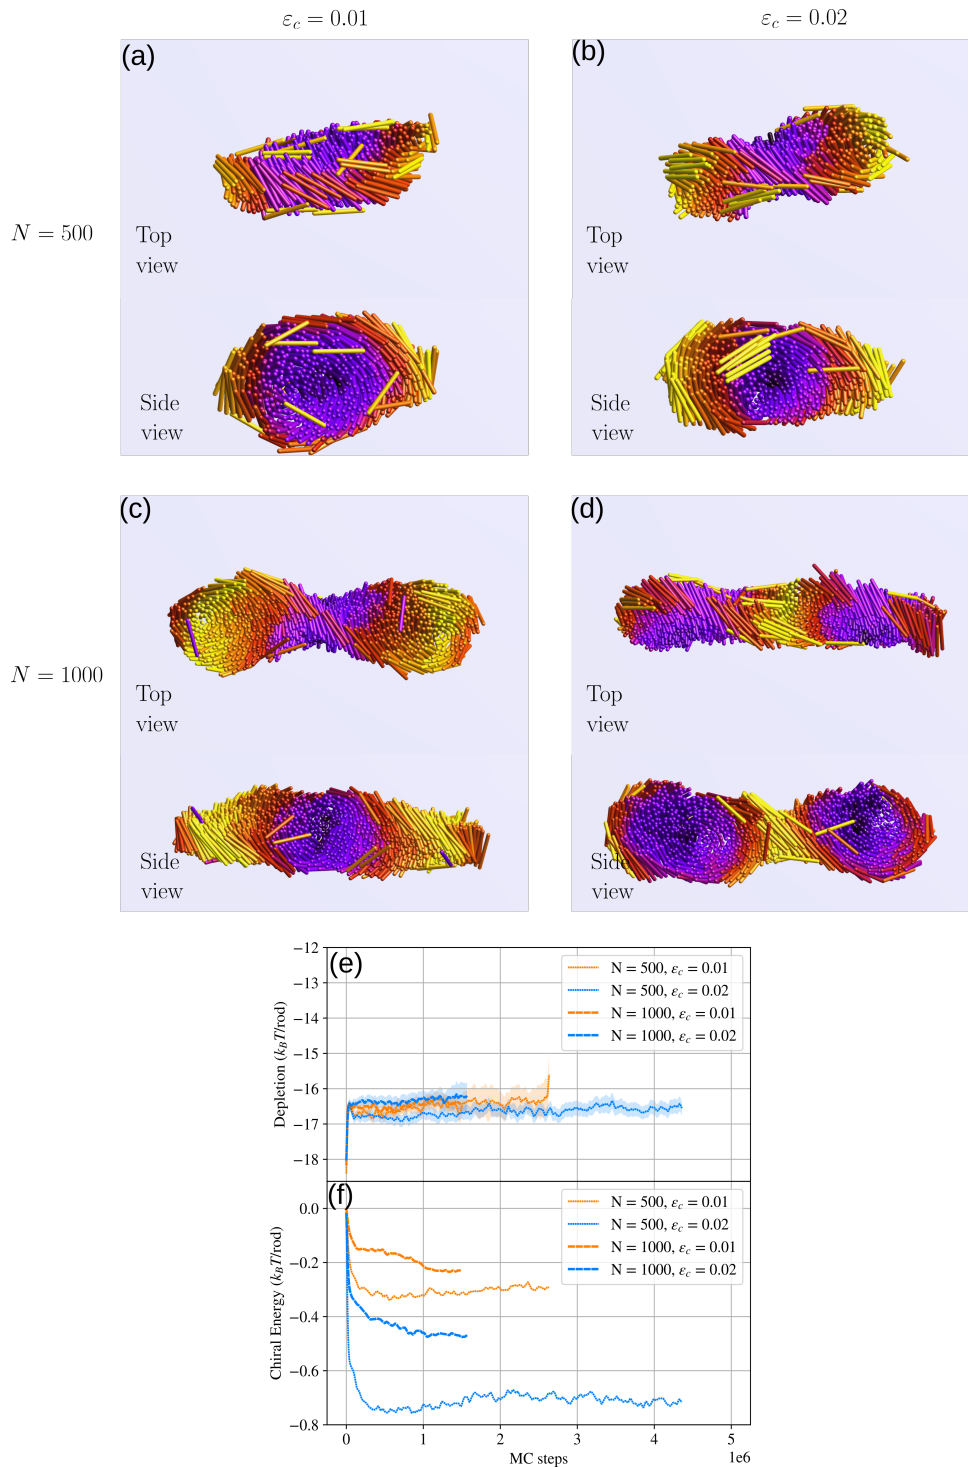 ε_c = 0.01
ε_c = 0.02
(a)
(b)
N = 500
Top
view
Top
view
Side
view
Side
view
(c)
(d)
N = 1000
Top
view
Top
view
Side
view
Side
view
(e)
−12
−13
−14
−15
−16
−17
−18
Depletion (k_BT/rod)
N = 500, ε_c = 0.01
N = 500, ε_c = 0.02
N = 1000, ε_c = 0.01
N = 1000, ε_c = 0.02
(f)
0.0
−0.2
−0.4
−0.6
−0.8
Chiral Energy (k_BT/rod)
N = 500, ε_c = 0.01
N = 500, ε_c = 0.02
N = 1000, ε_c = 0.01
N = 1000, ε_c = 0.02
0 1 2 3 4 5
MC steps
1e6